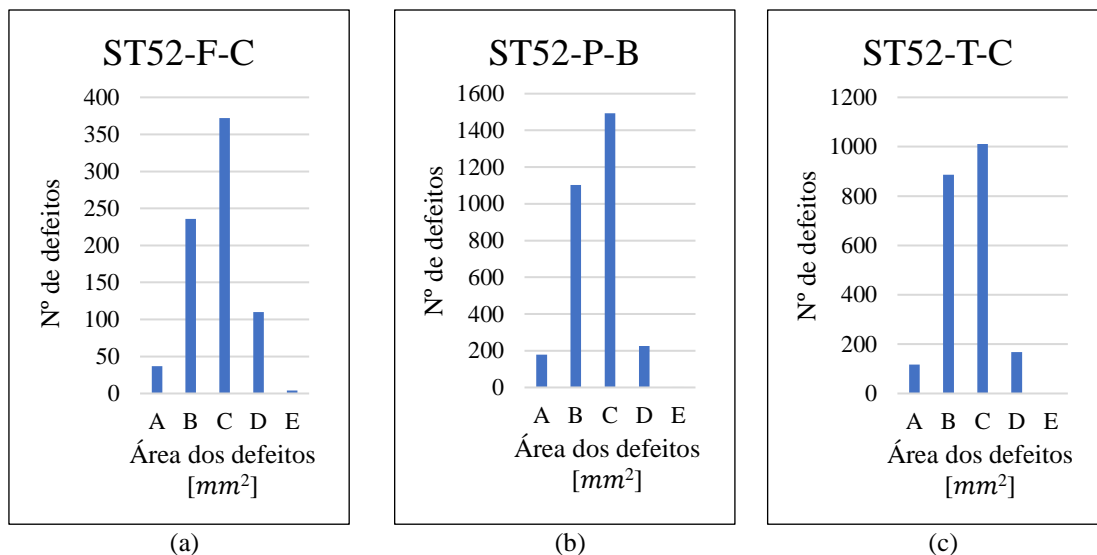 ST52-F-C
400
350
300
250
200
150
100
50
0
Nº de defeitos
A B C D E
Área dos defeitos
[mm²]
(a)
ST52-P-B
1600
1400
1200
1000
800
600
400
200
0
Nº de defeitos
A B C D E
Área dos defeitos
[mm²]
(b)
ST52-T-C
1200
1000
800
600
400
200
0
Nº de defeitos
A B C D E
Área dos defeitos
[mm²]
(c)